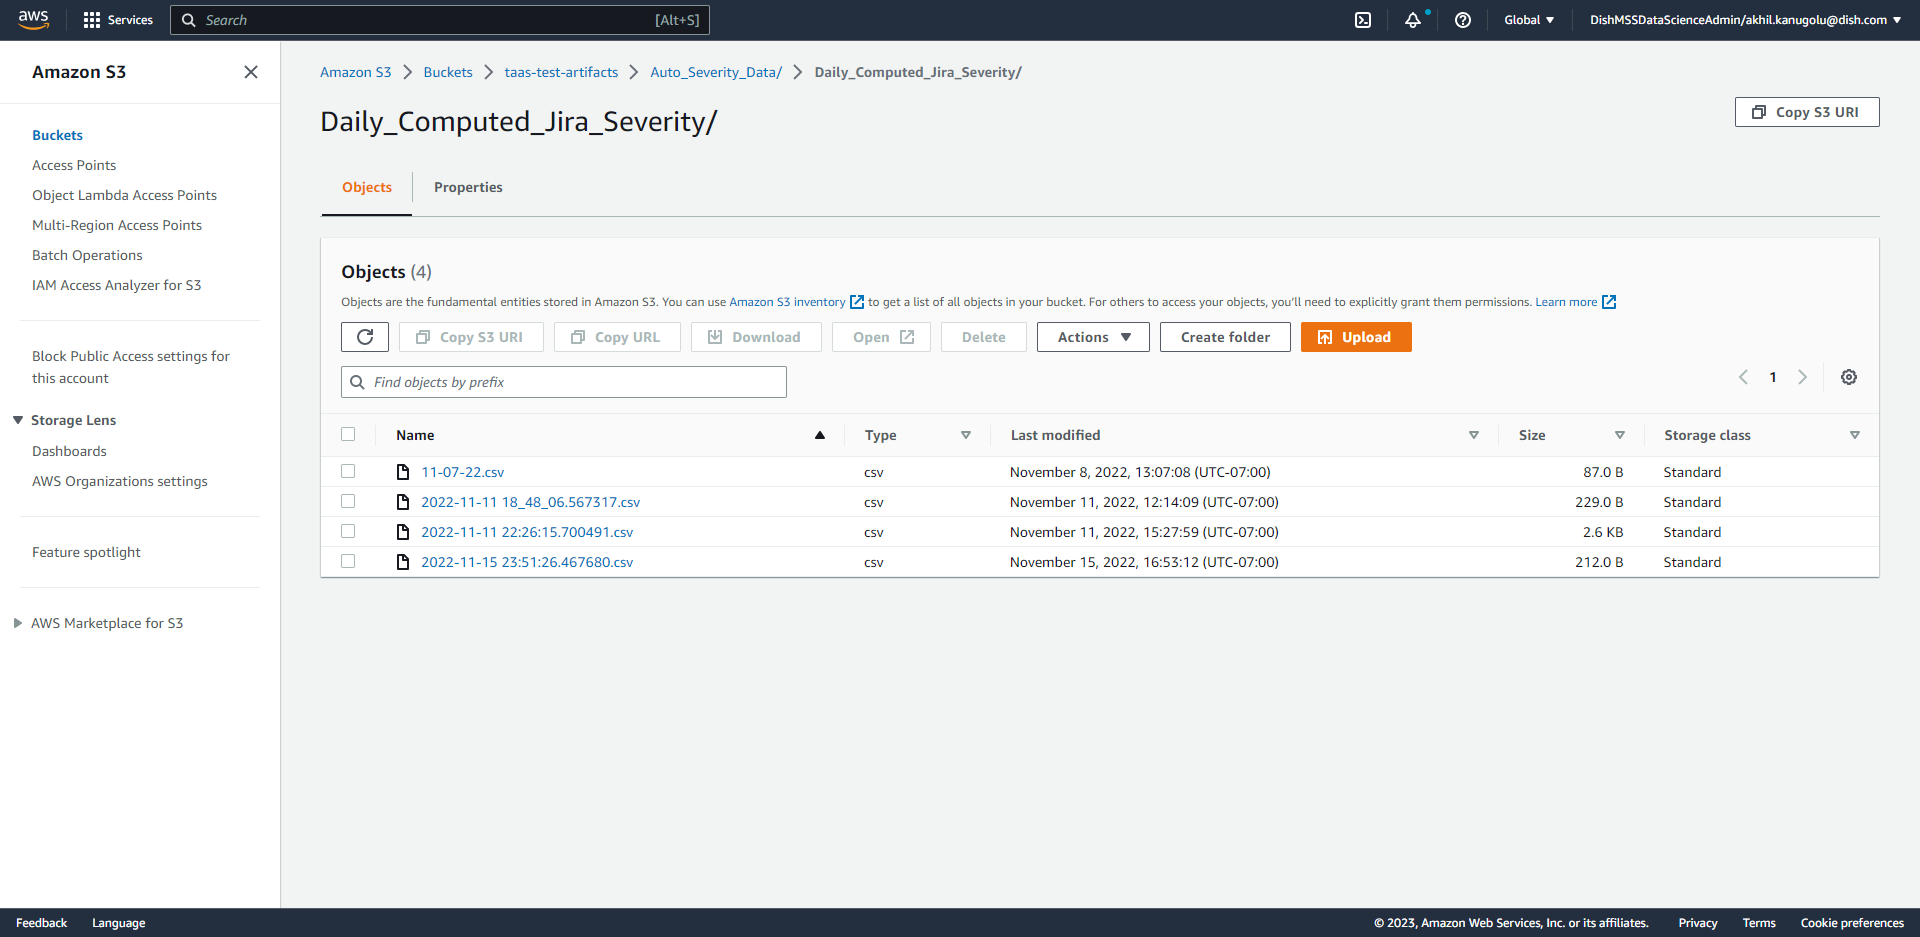 aws Services Search [Alt+S] Global DishMSSDataScienceAdmin/akhil.kanugolu@dish.com
Amazon S3
Buckets
Access Points
Object Lambda Access Points
Multi-Region Access Points
Batch Operations
IAM Access Analyzer for S3
Block Public Access settings for
this account
Storage Lens
Dashboards
AWS Organizations settings
Feature spotlight
AWS Marketplace for S3
Amazon S3 Buckets taas-test-artifacts Auto_Severity_Data/ Daily_Computed_Jira_Severity/
Daily_Computed_Jira_Severity/
Copy S3 URI
Objects Properties
Objects (4)
Objects are the fundamental entities stored in Amazon S3. You can use Amazon S3 inventory to get a list of all objects in your bucket. For others to access your objects, you'll need to explicitly grant them permissions. Learn more
Copy S3 URI Copy URL Download Open Delete Actions Create folder Upload
Find objects by prefix
1
Name Type Last modified Size Storage class
11-07-22.csv csv November 8, 2022, 13:07:08 (UTC-07:00) 87.0 B Standard
2022-11-11 18_48_06.567317.csv csv November 11, 2022, 12:14:09 (UTC-07:00) 229.0 B Standard
2022-11-11 22:26:15.700491.csv csv November 11, 2022, 15:27:59 (UTC-07:00) 2.6 KB Standard
2022-11-15 23:51:26.467680.csv csv November 15, 2022, 16:53:12 (UTC-07:00) 212.0 B Standard
Feedback Language © 2023, Amazon Web Services, Inc. or its affiliates. Privacy Terms Cookie preferences